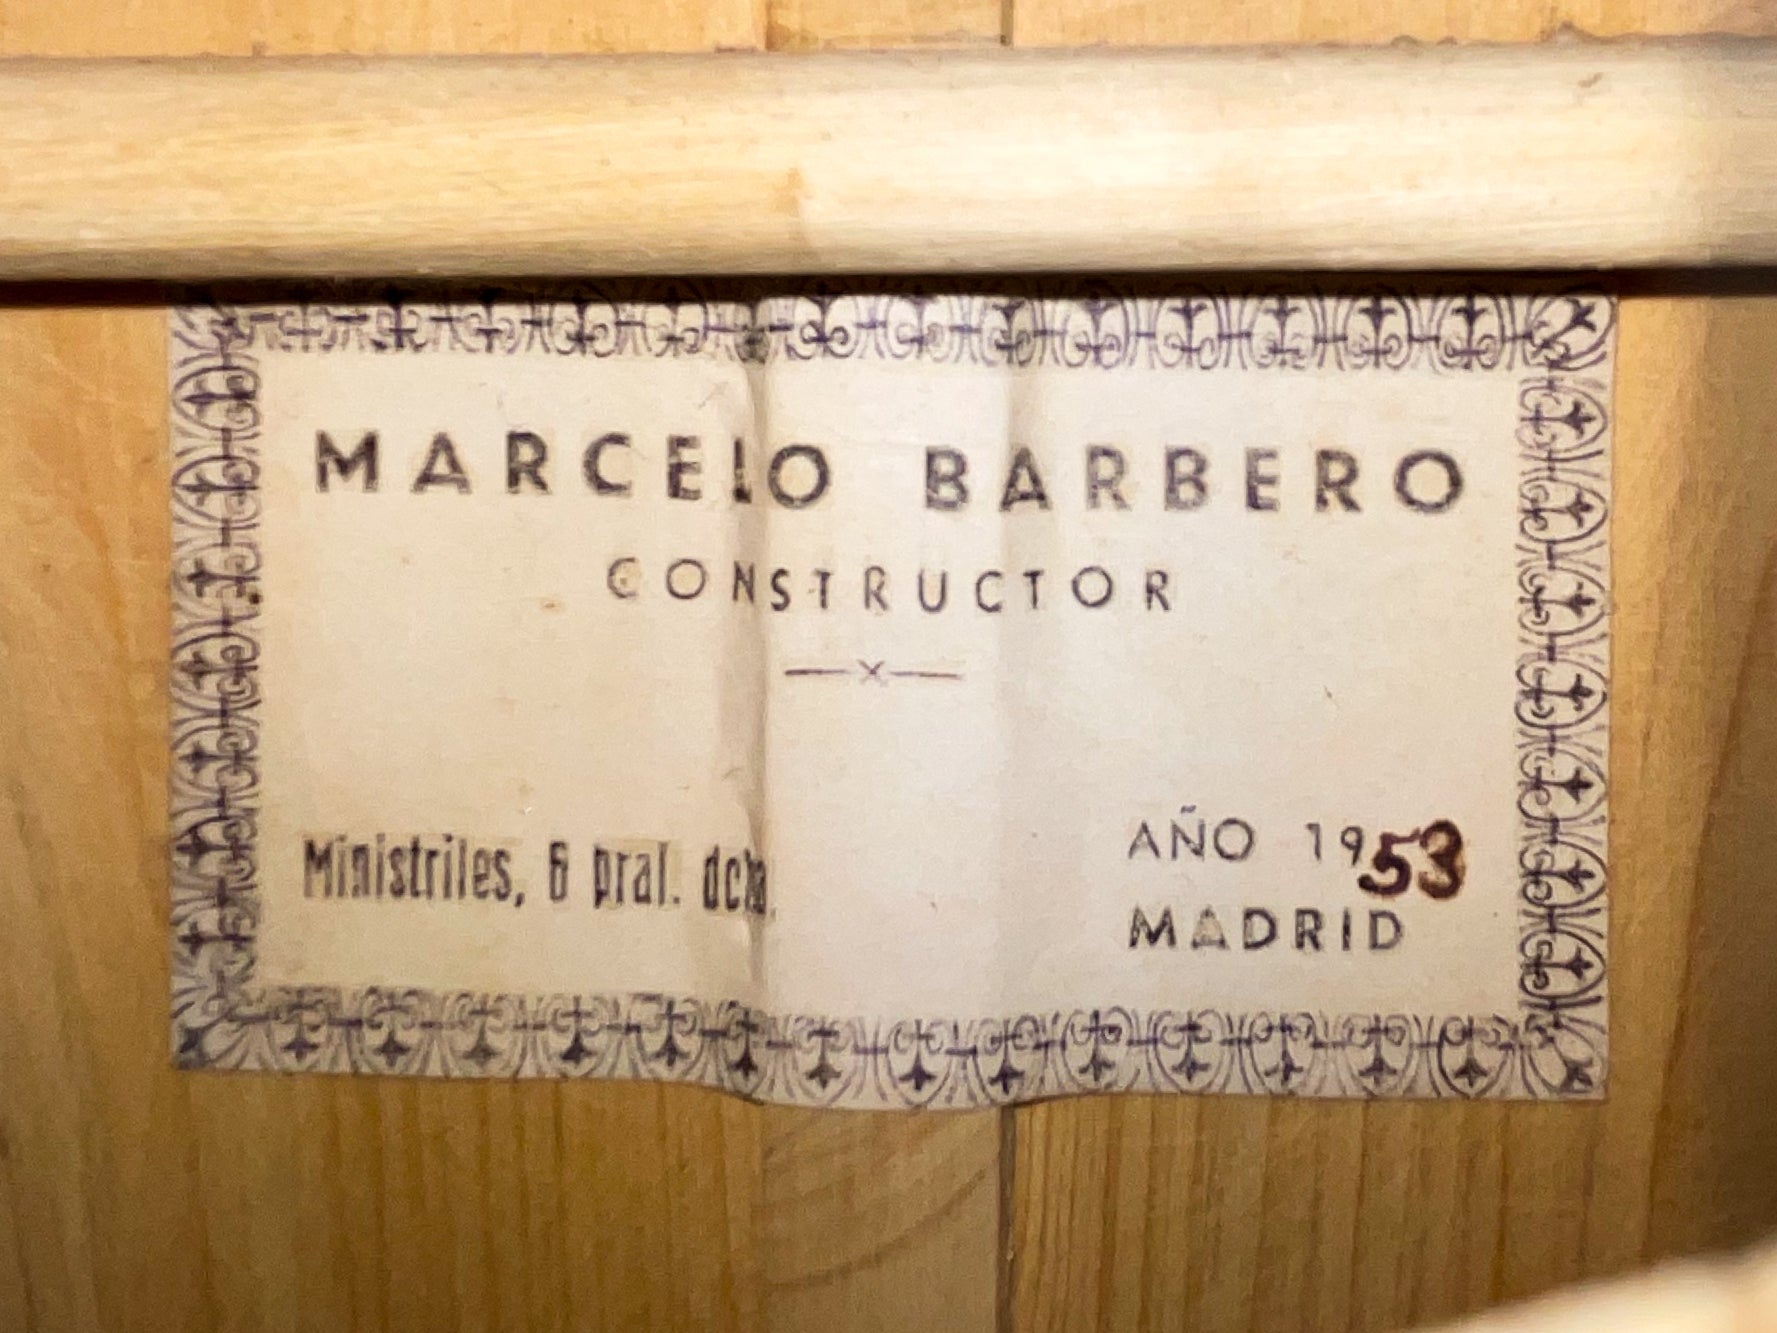 MARCELO BARBERO
CONSTRUCTOR
Ministriles, 6 pral. dcha.
AÑO 1953
MADRID